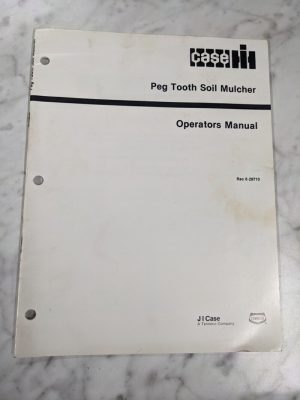 case IH
Peg Tooth Soil Mulcher
Operators Manual
J I Case
A Tenneco Company